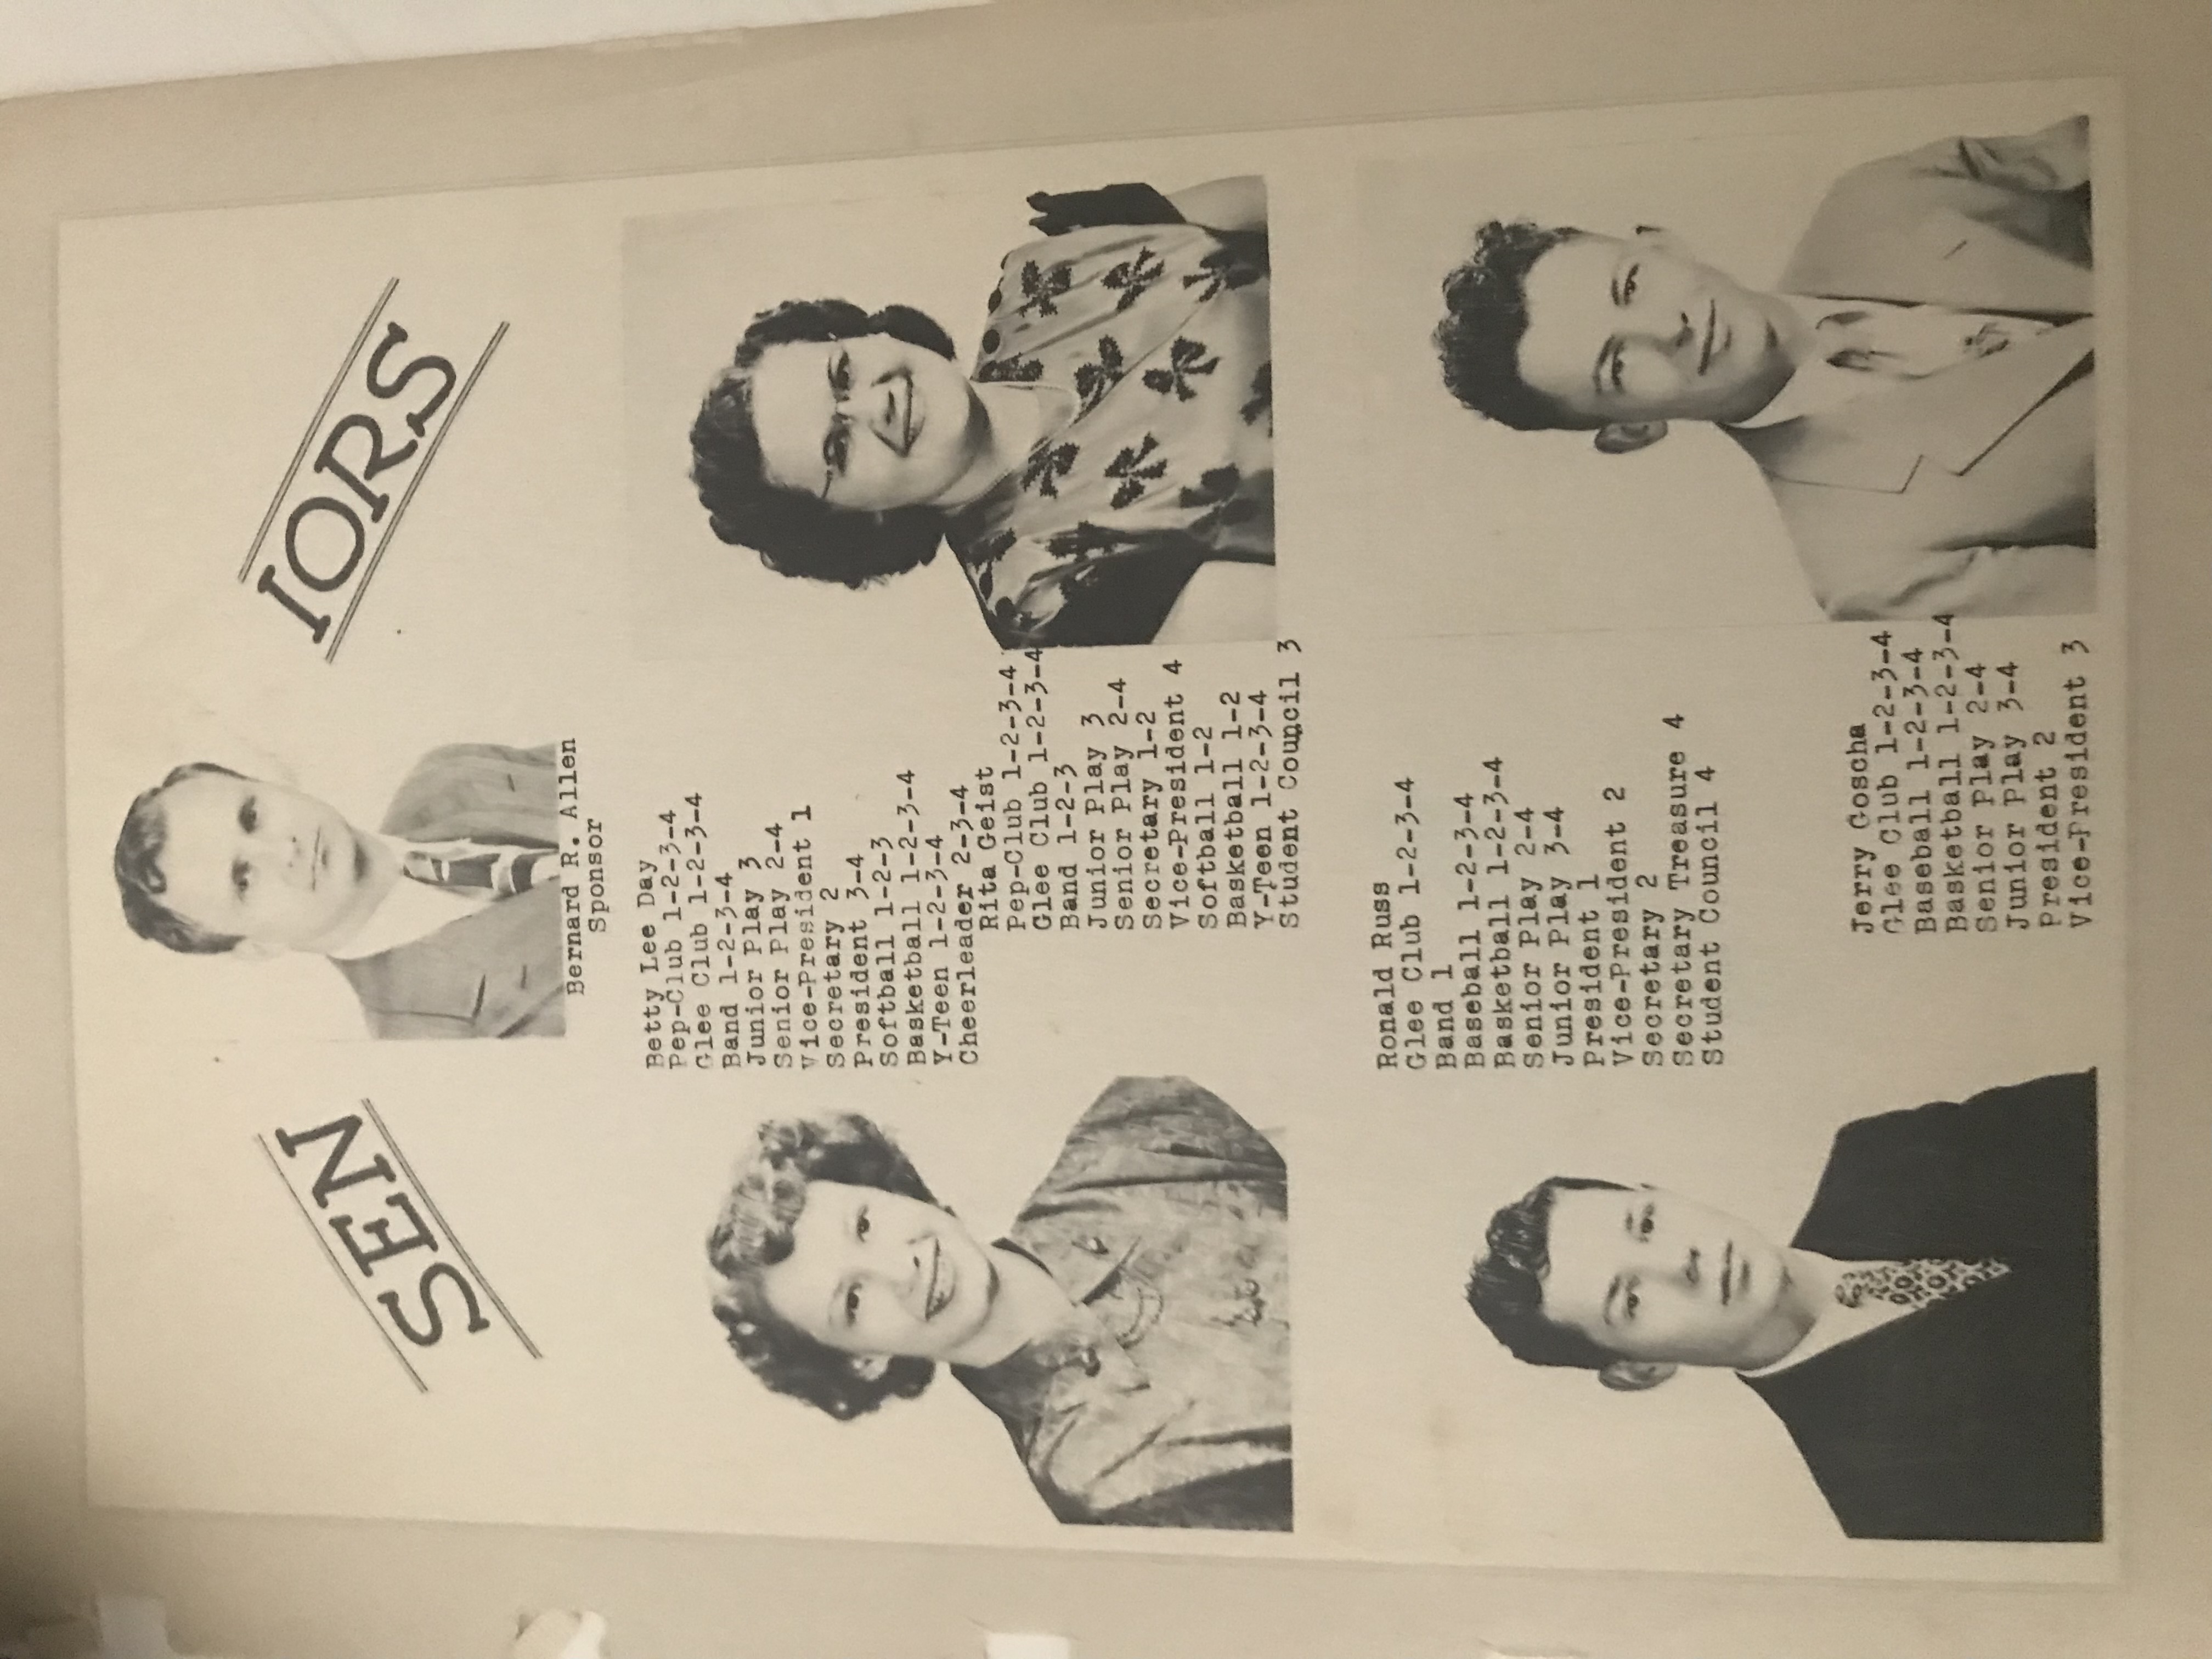 SENIORS
Bernard R. Allen
Sponsor
Betty Lee Day
Pep-Club 1-2-3-4
Glee Club 1-2-3-4
Band 1-2-3-4
Junior Play 3
Senior Play 2-4
Vice-President 1
Secretary 2
President 3-4
Softball 1-2-3
Basketball 1-2-3-4
Y-Teen 1-2-3-4
Cheerleader 2-3-4
Rita Geist
Pep-Club 1-2-3-4
Glee Club 1-2-3-4
Band 1-2-3
Junior Play 3
Senior Play 2-4
Secretary 1-2
Vice-President 4
Softball 1-2
Basketball 1-2
Y-Teen 1-2-3-4
Student Council 3
Ronald Russ
Glee Club 1-2-3-4
Band 1
Baseball 1-2-3-4
Basketball 1-2-3-4
Senior Play 2-4
Junior Play 3-4
President 1
Vice-President 2
Secretary 2
Secretary Treasure 4
Student Council 4
Jerry Goscha
Glee Club 1-2-3-4
Baseball 1-2-3-4
Basketball 1-2-3-4
Senior Play 2-4
Junior Play 3-4
President 2
Vice-President 3